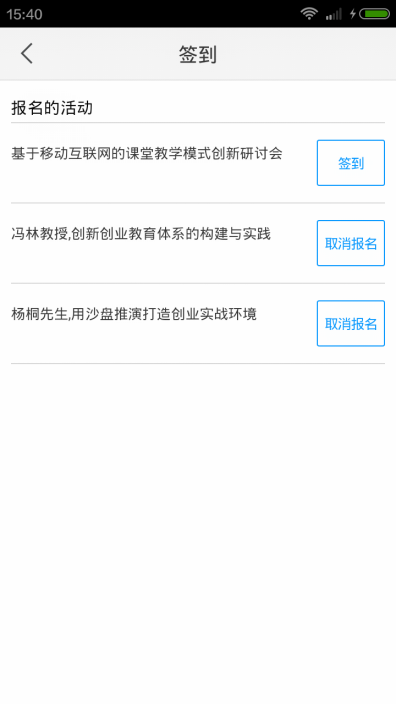 15:40
签到
报名的活动
基于移动互联网的课堂教学模式创新研讨会
签到
冯林教授,创新创业教育体系的构建与实践
取消报名
杨桐先生,用沙盘推演打造创业实战环境
取消报名